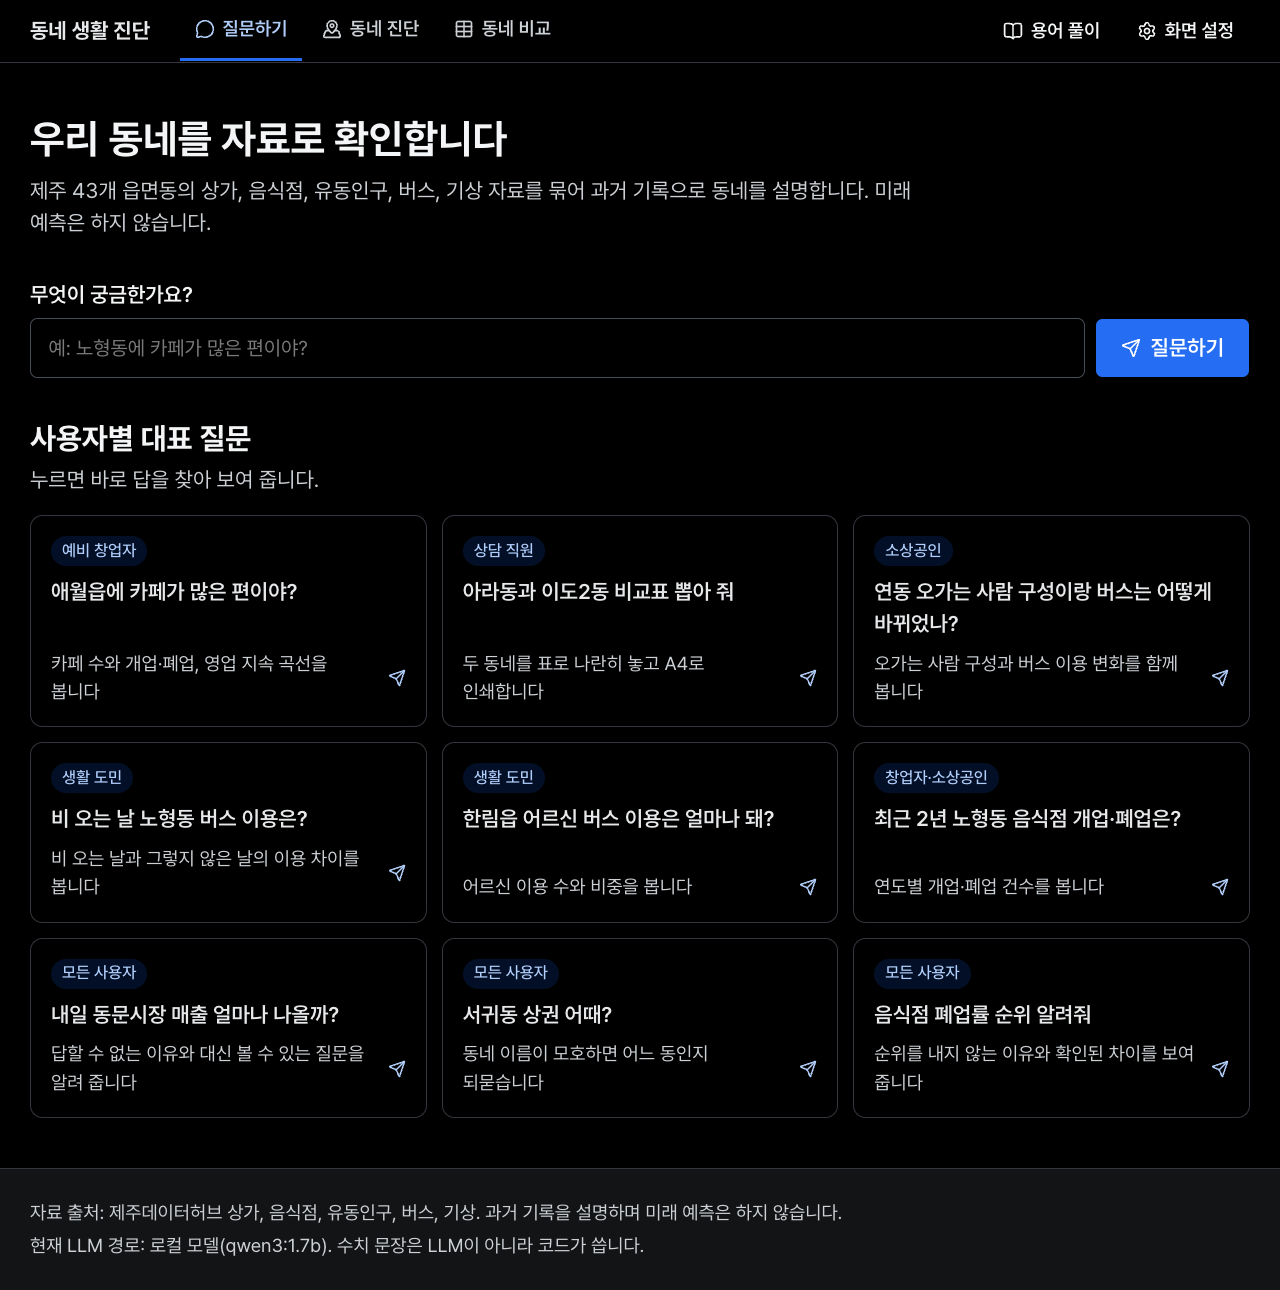 동네 생활 진단
질문하기
동네 진단
동네 비교
용어 풀이
화면 설정
우리 동네를 자료로 확인합니다
제주 43개 읍면동의 상가, 음식점, 유동인구, 버스, 기상 자료를 묶어 과거 기록으로 동네를 설명합니다. 미래
예측은 하지 않습니다.
무엇이 궁금한가요?
예: 노형동에 카페가 많은 편이야?
질문하기
사용자별 대표 질문
누르면 바로 답을 찾아 보여 줍니다.
예비 창업자
애월읍에 카페가 많은 편이야?
카페 수와 개업·폐업, 영업 지속 곡선을
봅니다
상담 직원
아라동과 이도2동 비교표 뽑아 줘
두 동네를 표로 나란히 놓고 A4로
인쇄합니다
소상공인
연동 오가는 사람 구성이랑 버스는 어떻게
바뀌었나?
오가는 사람 구성과 버스 이용 변화를 함께
봅니다
생활 도민
비 오는 날 노형동 버스 이용은?
비 오는 날과 그렇지 않은 날의 이용 차이를
봅니다
생활 도민
한림읍 어르신 버스 이용은 얼마나 돼?
어르신 이용 수와 비중을 봅니다
창업자·소상공인
최근 2년 노형동 음식점 개업·폐업은?
연도별 개업·폐업 건수를 봅니다
모든 사용자
내일 동문시장 매출 얼마나 나올까?
답할 수 없는 이유와 대신 볼 수 있는 질문을
알려 줍니다
모든 사용자
서귀동 상권 어때?
동네 이름이 모호하면 어느 동인지
되묻습니다
모든 사용자
음식점 폐업률 순위 알려줘
순위를 내지 않는 이유와 확인된 차이를 보여
줍니다
자료 출처: 제주데이터허브 상가, 음식점, 유동인구, 버스, 기상. 과거 기록을 설명하며 미래 예측은 하지 않습니다.
현재 LLM 경로: 로컬 모델(qwen3:1.7b). 수치 문장은 LLM이 아니라 코드가 씁니다.